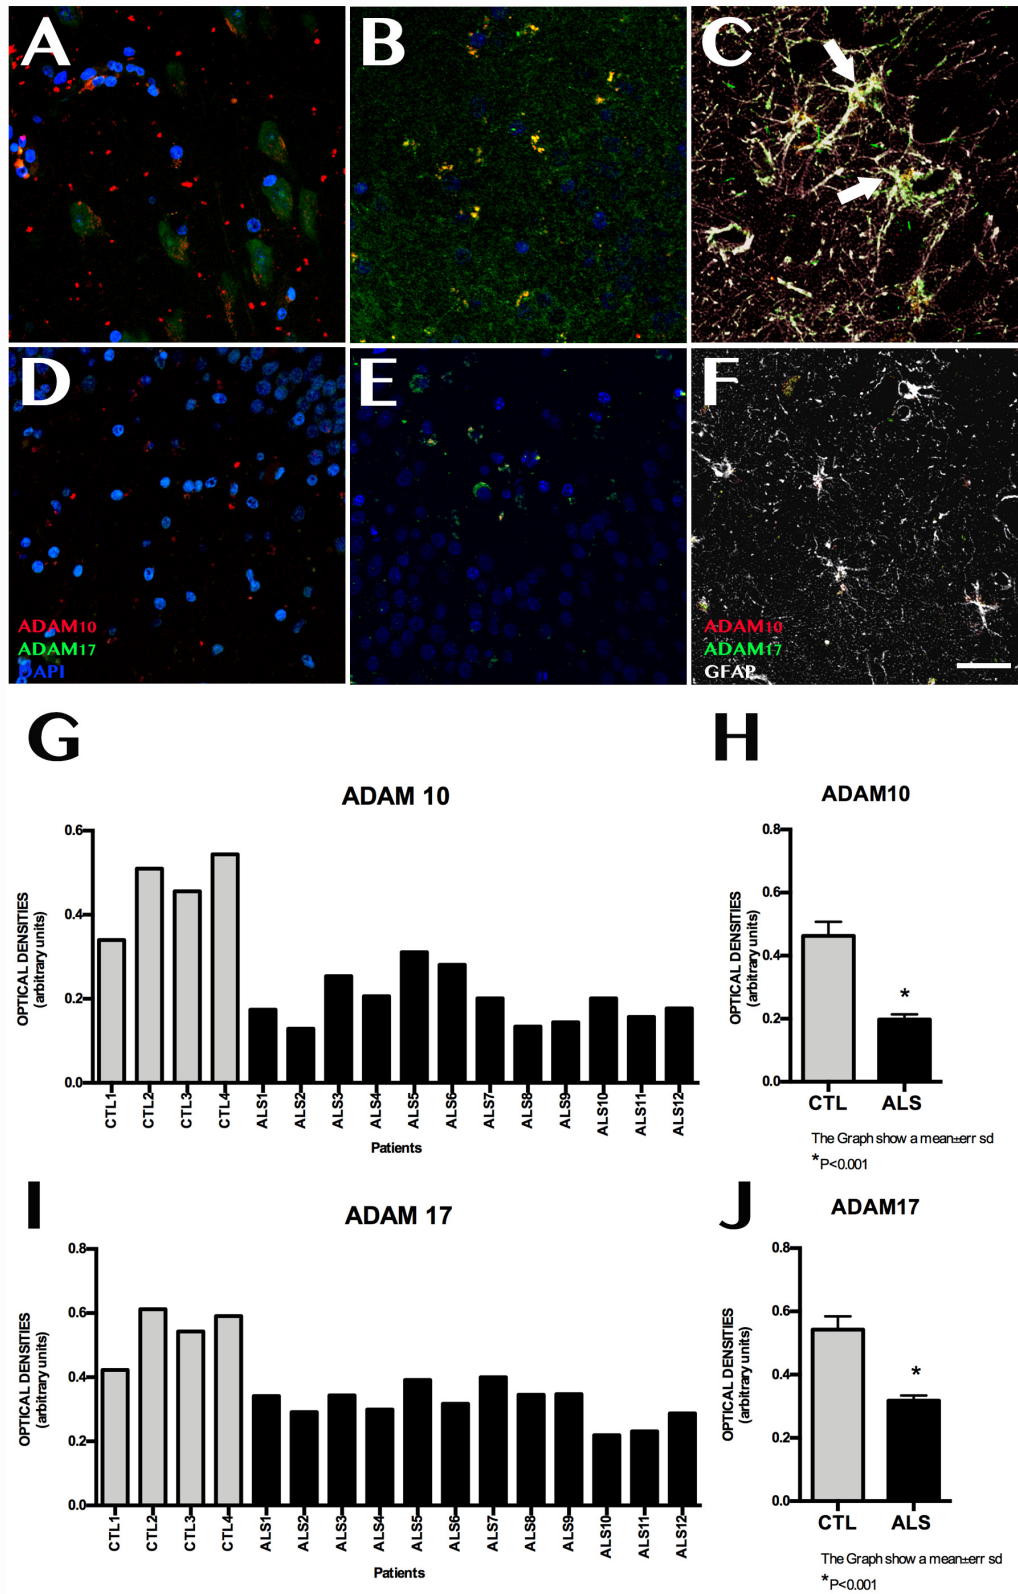 A
B
C
D
E
F
ADAM10
ADAM17
DAPI
ADAM10
ADAM17
GFAP
G
ADAM 10
0.6
0.4
0.2
0.0
OPTICAL DENSITIES
(arbitrary units)
CTL1
CTL2
CTL3
CTL4
ALS1
ALS2
ALS3
ALS4
ALS5
ALS6
ALS7
ALS8
ALS9
ALS10
ALS11
ALS12
Patients
H
ADAM10
0.8
0.6
0.4
0.2
0.0
OPTICAL DENSITIES
(arbitrary units)
*
CTL
ALS
The Graph show a mean±err sd
*P<0.001
I
ADAM 17
0.8
0.6
0.4
0.2
0.0
OPTICAL DENSITIES
(arbitrary units)
CTL1
CTL2
CTL3
CTL4
ALS1
ALS2
ALS3
ALS4
ALS5
ALS6
ALS7
ALS8
ALS9
ALS10
ALS11
ALS12
Patients
J
ADAM17
0.8
0.6
0.4
0.2
0.0
OPTICAL DENSITIES
(arbitrary units)
*
CTL
ALS
The Graph show a mean±err sd
*P<0.001